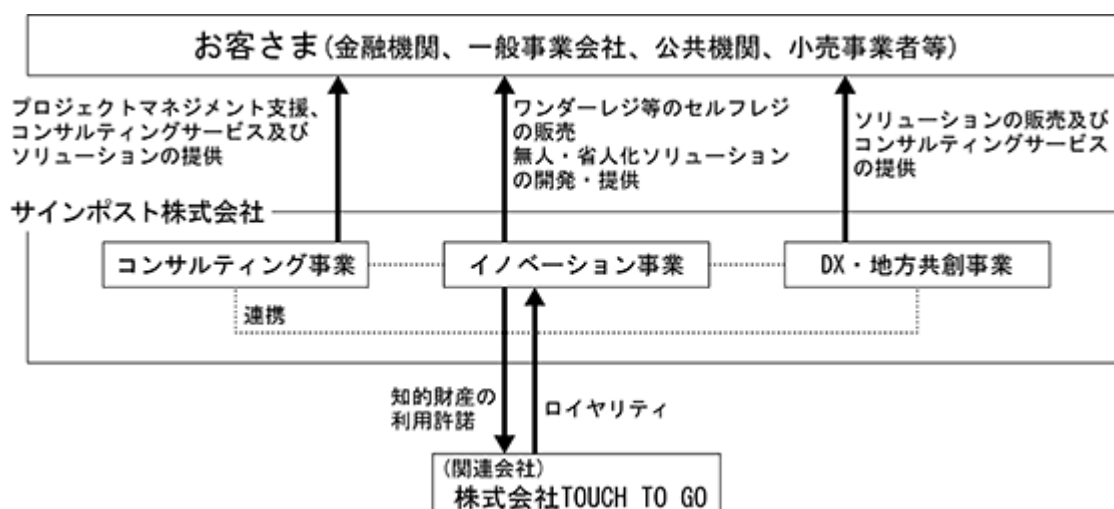 お客さま(金融機関、一般事業会社、公共機関、小売事業者等)
プロジェクトマネジメント支援、
コンサルティングサービス及び
ソリューションの提供
ワンダーレジ等のセルフレジ
の販売
無人・省人化ソリューション
の開発・提供
ソリューションの販売及び
コンサルティングサービス
の提供
サインポスト株式会社
コンサルティング事業
イノベーション事業
DX・地方共創事業
連携
知的財産の
利用許諾
ロイヤリティ
(関連会社)
株式会社TOUCH TO GO